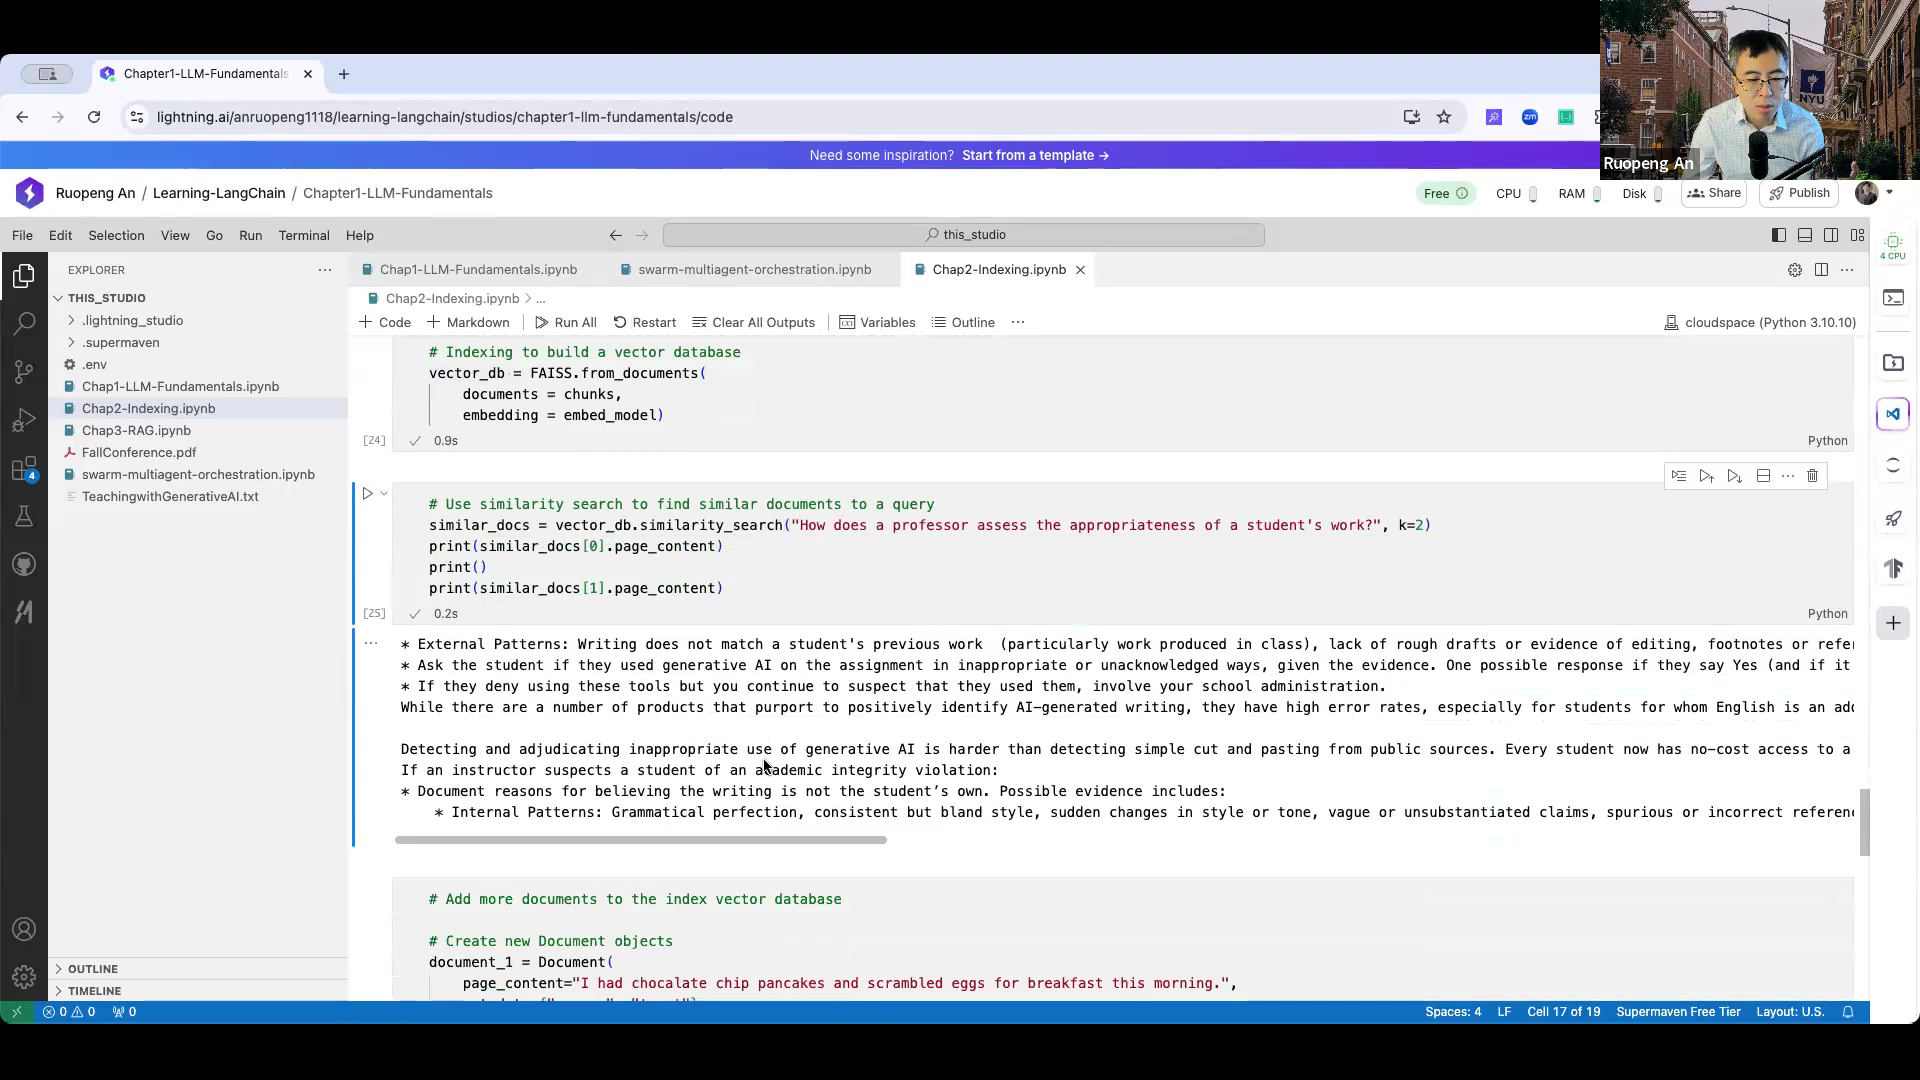 Chapter1-LLM-Fundamentals
lightning.ai/anruopeng1118/learning-langchain/studios/chapter1-llm-fundamentals/code
zm
NYU
Ruopeng An
Need some inspiration? Start from a template →
Ruopeng An / Learning-LangChain / Chapter1-LLM-Fundamentals
Free CPU RAM Disk Share Publish
File Edit Selection View Go Run Terminal Help
this_studio
4 CPU
EXPLORER
THIS_STUDIO
.lightning_studio
.supermaven
.env
Chap1-LLM-Fundamentals.ipynb
Chap2-Indexing.ipynb
Chap3-RAG.ipynb
FallConference.pdf
swarm-multiagent-orchestration.ipynb
TeachingwithGenerativeAI.txt
4
OUTLINE
TIMELINE
Chap1-LLM-Fundamentals.ipynb swarm-multiagent-orchestration.ipynb Chap2-Indexing.ipynb
Chap2-Indexing.ipynb > ...
+ Code + Markdown Run All Restart Clear All Outputs Variables Outline ...
cloudspace (Python 3.10.10)
# Indexing to build a vector database
vector_db = FAISS.from_documents(
documents = chunks,
embedding = embed_model)
[24] 0.9s Python
# Use similarity search to find similar documents to a query
similar_docs = vector_db.similarity_search("How does a professor assess the appropriateness of a student's work?", k=2)
print(similar_docs[0].page_content)
print()
print(similar_docs[1].page_content)
[25] 0.2s Python
* External Patterns: Writing does not match a student's previous work (particularly work produced in class), lack of rough drafts or evidence of editing, footnotes or refer
* Ask the student if they used generative AI on the assignment in inappropriate or unacknowledged ways, given the evidence. One possible response if they say Yes (and if it
* If they deny using these tools but you continue to suspect that they used them, involve your school administration.
While there are a number of products that purport to positively identify AI-generated writing, they have high error rates, especially for students for whom English is an add
Detecting and adjudicating inappropriate use of generative AI is harder than detecting simple cut and pasting from public sources. Every student now has no-cost access to a
If an instructor suspects a student of an academic integrity violation:
* Document reasons for believing the writing is not the student’s own. Possible evidence includes:
* Internal Patterns: Grammatical perfection, consistent but bland style, sudden changes in style or tone, vague or unsubstantiated claims, spurious or incorrect referenc
# Add more documents to the index vector database
# Create new Document objects
document_1 = Document(
page_content="I had chocalate chip pancakes and scrambled eggs for breakfast this morning.",
0 0 0
Spaces: 4 LF Cell 17 of 19 Supermaven Free Tier Layout: U.S.